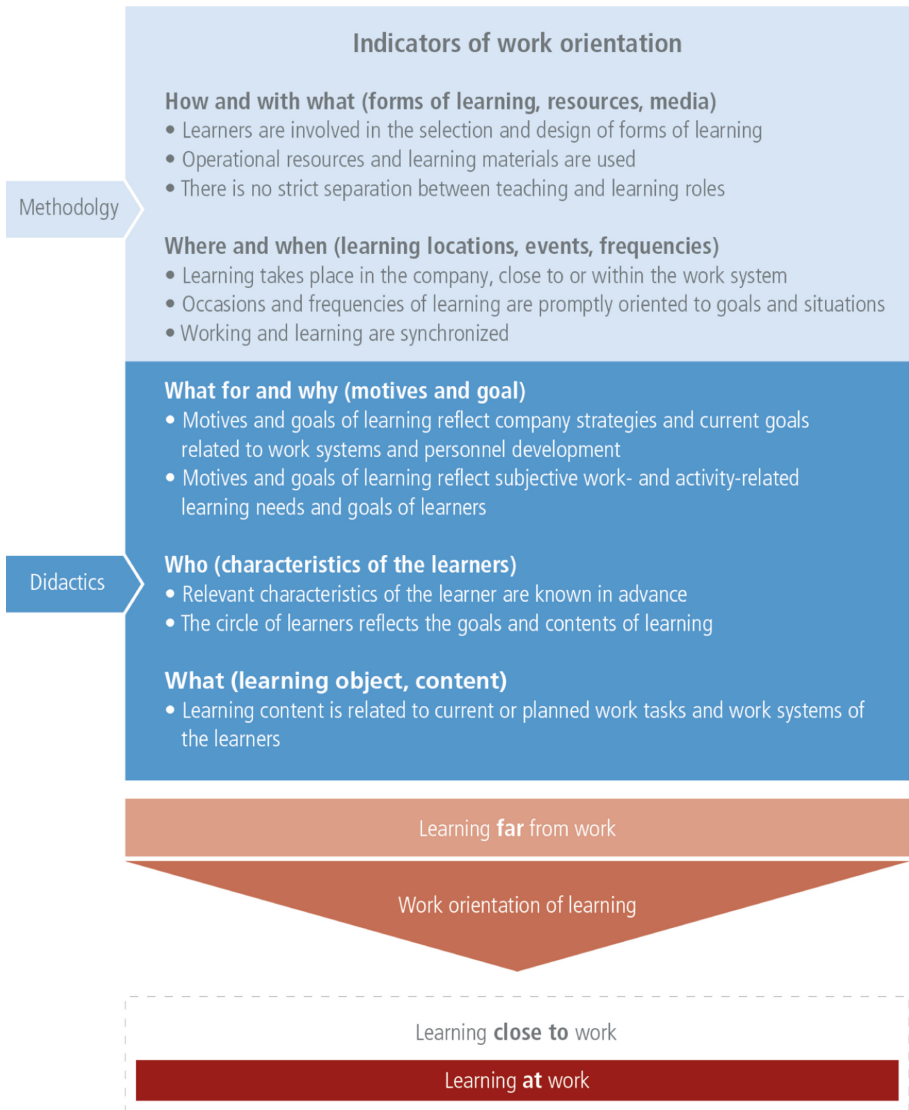 Indicators of work orientation
How and with what (forms of learning, resources, media)
• Learners are involved in the selection and design of forms of learning
• Operational resources and learning materials are used
• There is no strict separation between teaching and learning roles
Methodolgy
Where and when (learning locations, events, frequencies)
• Learning takes place in the company, close to or within the work system
• Occasions and frequencies of learning are promptly oriented to goals and situations
• Working and learning are synchronized
What for and why (motives and goal)
• Motives and goals of learning reflect company strategies and current goals
related to work systems and personnel development
• Motives and goals of learning reflect subjective work- and activity-related
learning needs and goals of learners
Who (characteristics of the learners)
Didactics
• Relevant characteristics of the learner are known in advance
• The circle of learners reflects the goals and contents of learning
What (learning object, content)
• Learning content is related to current or planned work tasks and work systems of
the learners
Learning far from work
Work orientation of learning
Learning close to work
Learning at work